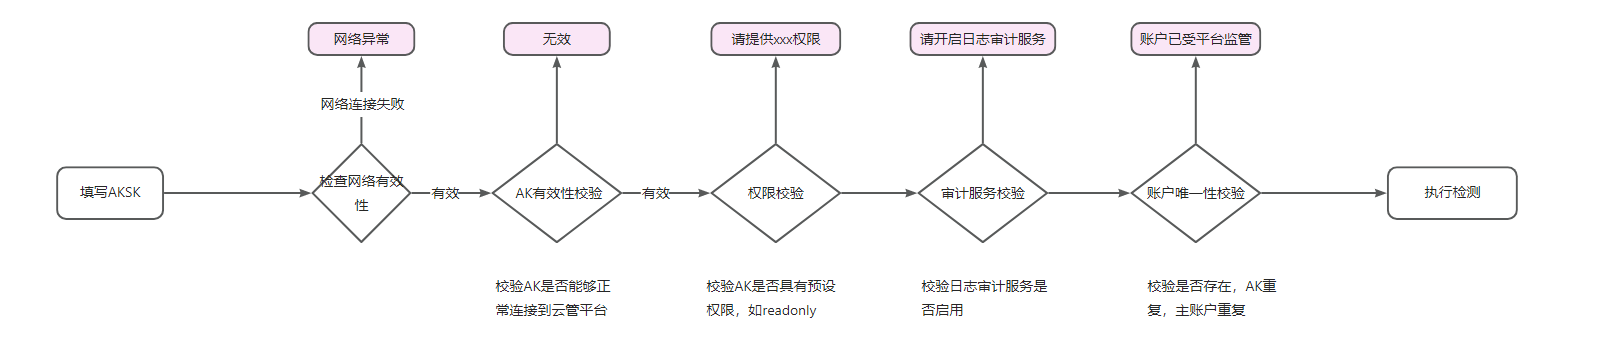 网络异常
无效
请提供xxx权限
请开启日志审计服务
账户已受平台监管
网络连接失败
填写AKSK
检查网络有效
性
有效
AK有效性校验
有效
权限校验
审计服务校验
账户唯一性校验
执行检测
校验AK是否能够正
常连接到云管平台
校验AK是否具有预设
权限，如readonly
校验日志审计服务是
否启用
校验是否存在，AK重
复，主账户重复